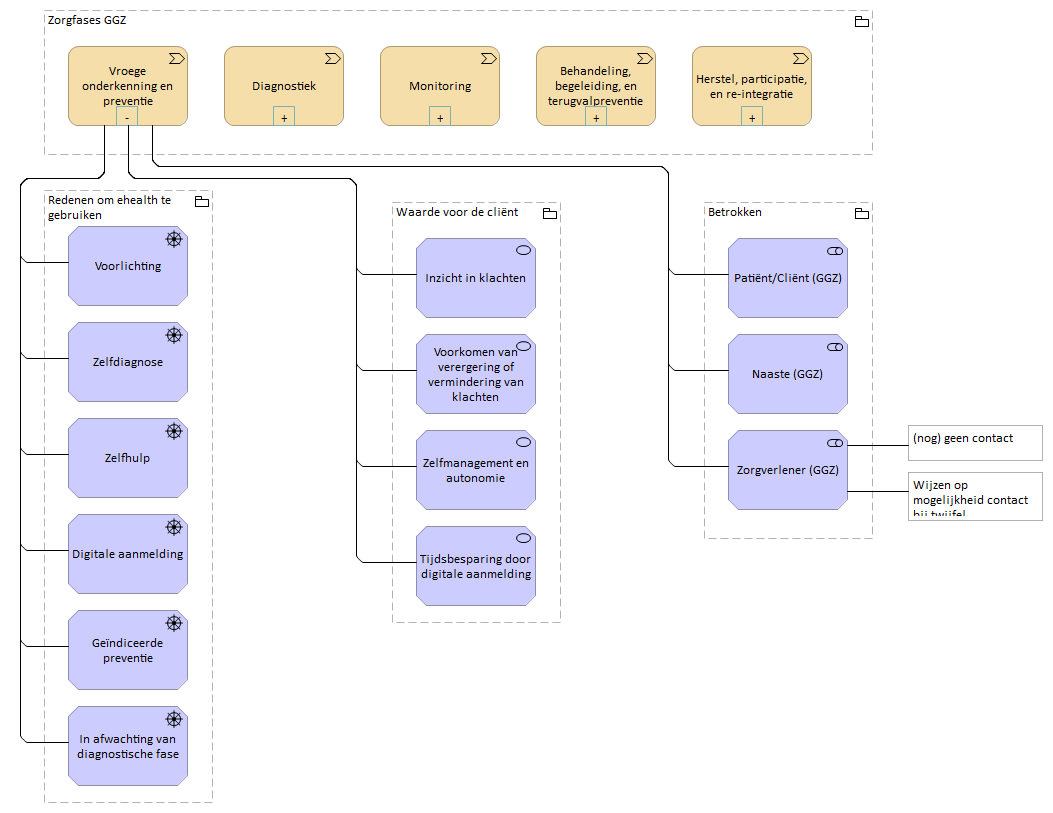 Zorgfases GGZ
Vroege
onderkenning en
preventie
-
Diagnostiek
+
Monitoring
+
Behandeling,
begeleiding, en
terugvalpreventie
+
Herstel, participatie,
en re-integratie
+
Redenen om ehealth te
gebruiken
Voorlichting
Zelfdiagnose
Zelfhulp
Digitale aanmelding
Geïndiceerde
preventie
In afwachting van
diagnostische fase
Waarde voor de cliënt
Inzicht in klachten
Voorkomen van
verergering of
vermindering van
klachten
Zelfmanagement en
autonomie
Tijdsbesparing door
digitale aanmelding
Betrokken
Patiënt/Cliënt (GGZ)
Naaste (GGZ)
Zorgverlener (GGZ)
(nog) geen contact
Wijzen op
mogelijkheid contact
bij twijfel